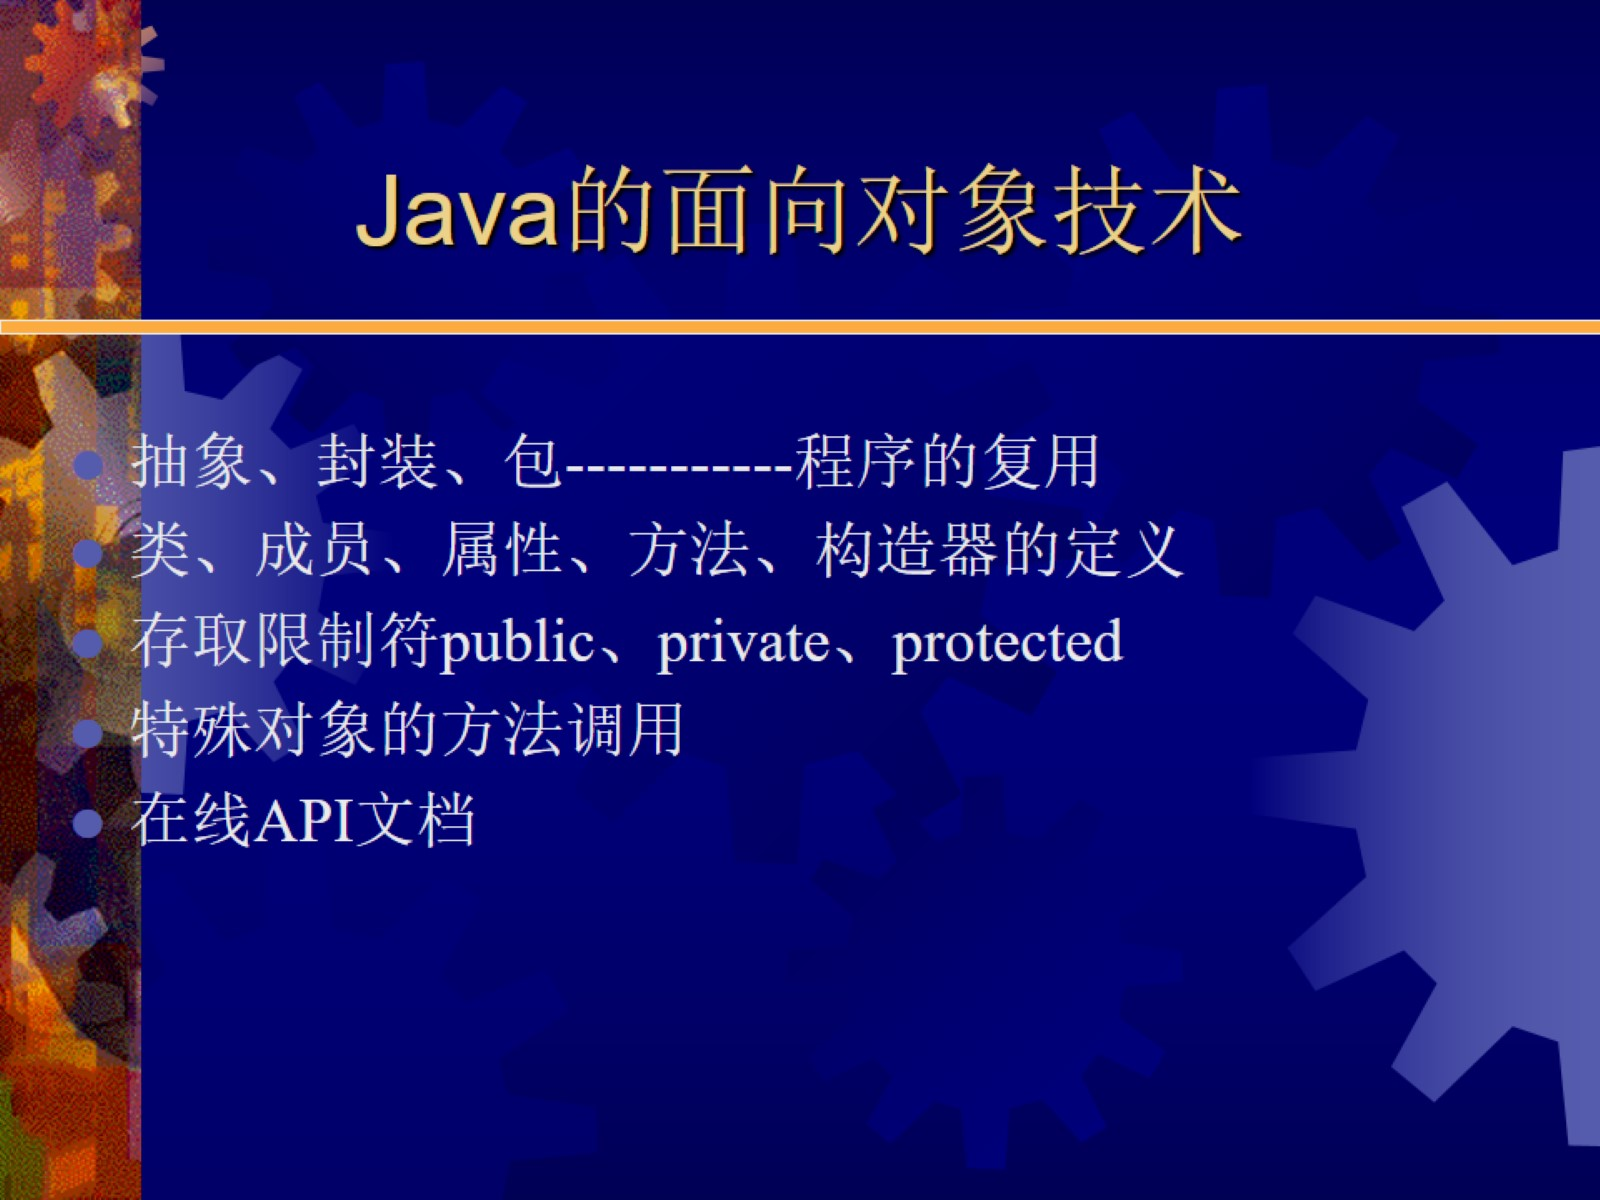 Java的面向对象技术
抽象、封装、包-----------程序的复用
类、成员、属性、方法、构造器的定义
存取限制符public、private、protected
特殊对象的方法调用
在线API文档